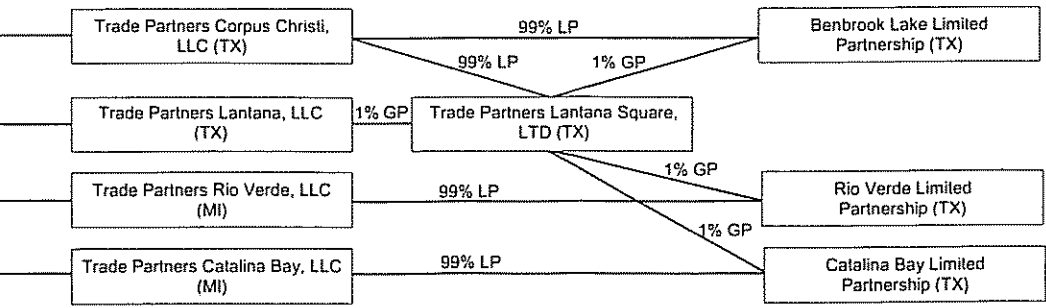 Trade Partners Corpus Christi,
LLC (TX)
99% LP
Benbrook Lake Limited
Partnership (TX)
99% LP
1% GP
Trade Partners Lantana, LLC
(TX)
1% GP
Trade Partners Lantana Square,
LTD (TX)
1% GP
Trade Partners Rio Verde, LLC
(MI)
99% LP
Rio Verde Limited
Partnership (TX)
1% GP
Trade Partners Catalina Bay, LLC
(MI)
99% LP
Catalina Bay Limited
Partnership (TX)